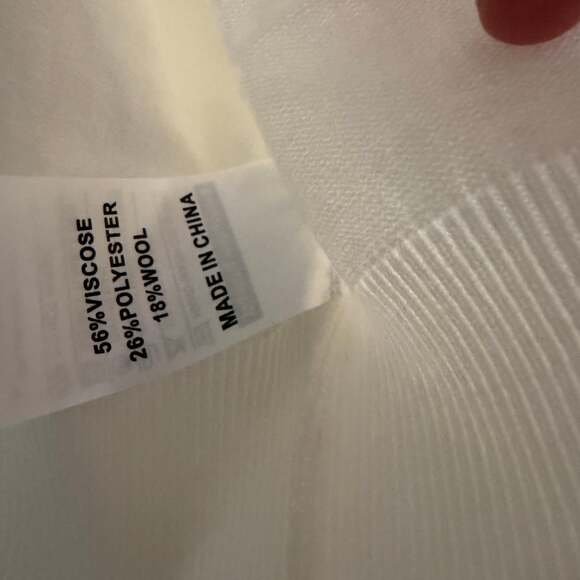 56%VISCOSE
26%POLYESTER
18%WOOL
MADE IN CHINA